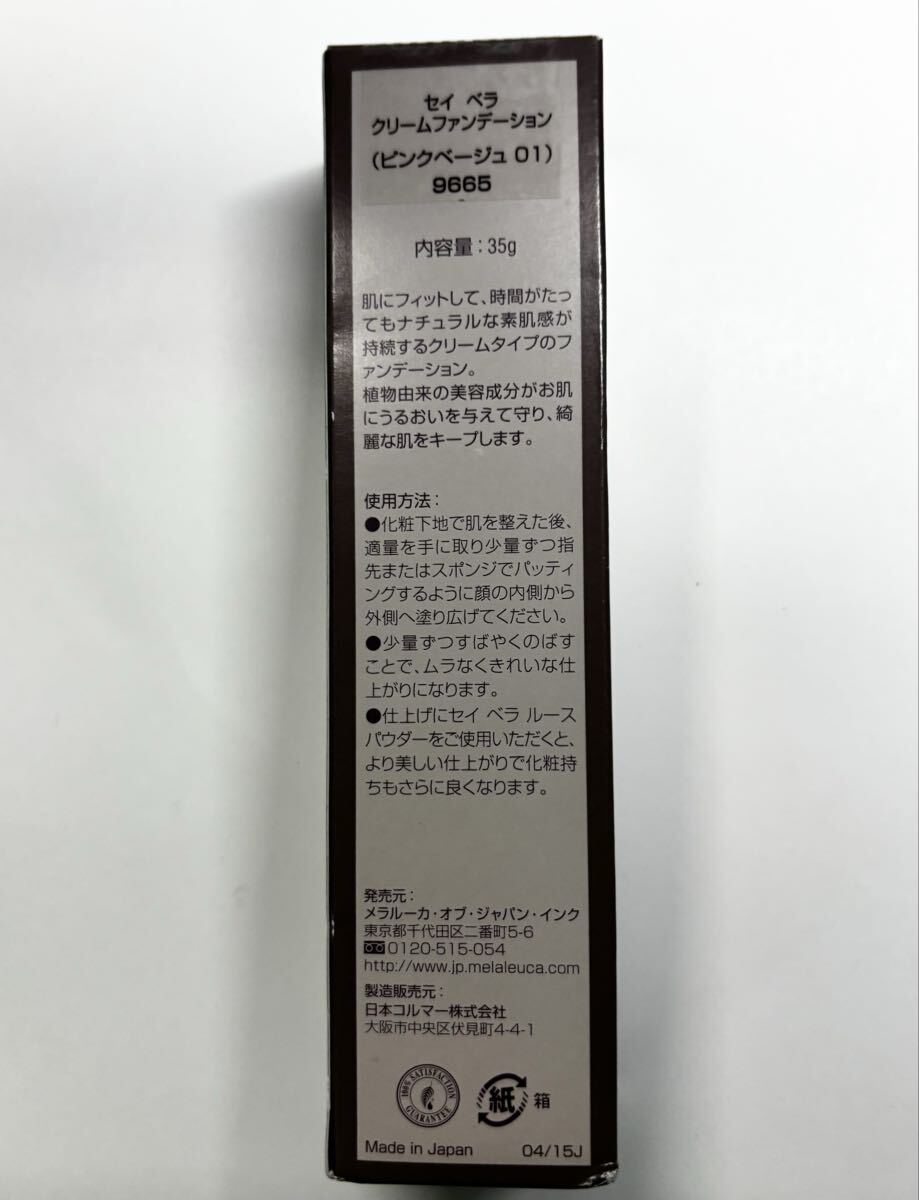 セイ ベラ
クリームファンデーション
（ピンクベージュ 01）
9665
内容量：35g
肌にフィットして、時間がたっ
てもナチュラルな素肌感が
持続するクリームタイプのフ
ァンデーション。
植物由来の美容成分がお肌
にうるおいを与えて守り、綺
麗な肌をキープします。
使用方法：
●化粧下地で肌を整えた後、
適量を手に取り少量ずつ指
先またはスポンジでパッティ
ングするように顔の内側から
外側へ塗り広げてください。
●少量ずつすばやくのばす
ことで、ムラなくきれいな仕
上がりになります。
●仕上げにセイ ベラ ルース
パウダーをご使用いただくと、
より美しい仕上がりで化粧持
ちもさらに良くなります。
発売元：
メラルーカ・オブ・ジャパン・インク
東京都千代田区二番町5-6
0120-515-054
http://www.jp.melaleuca.com
製造販売元：
日本コルマー株式会社
大阪市中央区伏見町4-4-1
100% SATISFACTION GUARANTEE
紙 箱
Made in Japan 04/15J